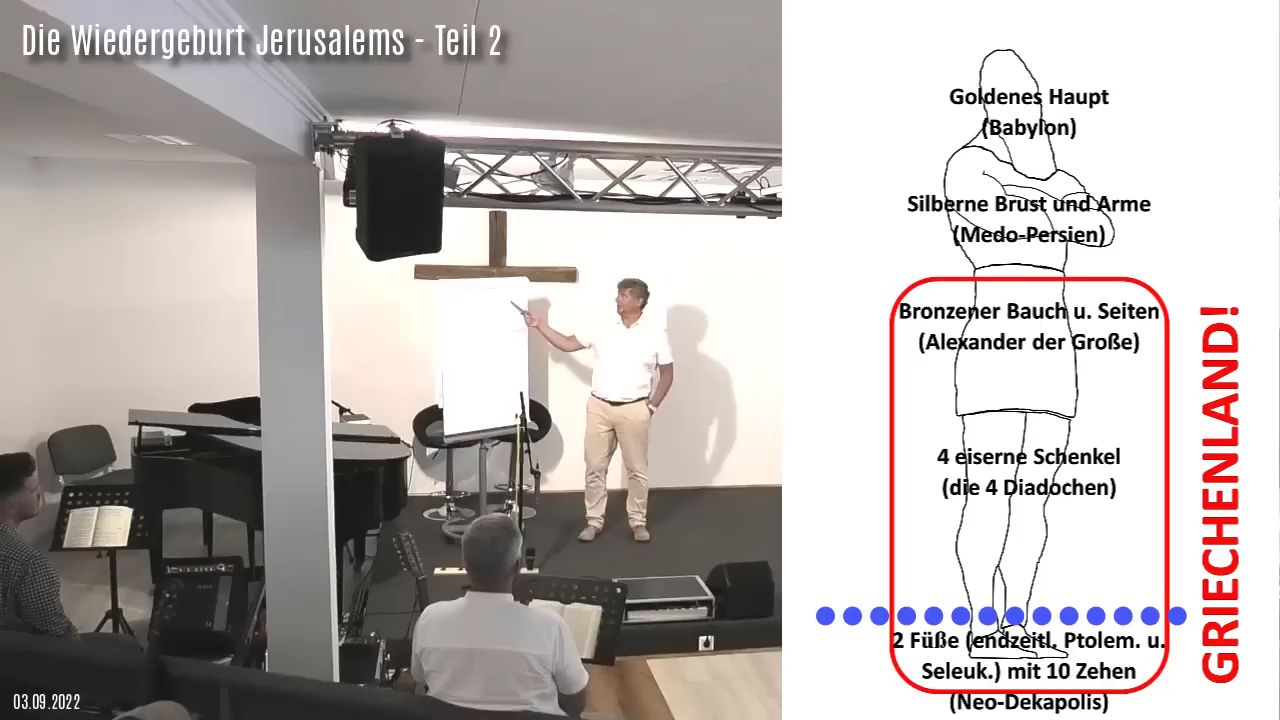 Die Wiedergeburt Jerusalems - Teil 2
03.09.2022
Goldenes Haupt
(Babylon)
Silberne Brust und Arme
(Medo-Persien)
Bronzener Bauch u. Seiten
(Alexander der Große)
4 eiserne Schenkel
(die 4 Diadochen)
2 Füße (endzeitl. Ptolem. u.
Seleuk.) mit 10 Zehen
(Neo-Dekapolis)
GRIECHENLAND!